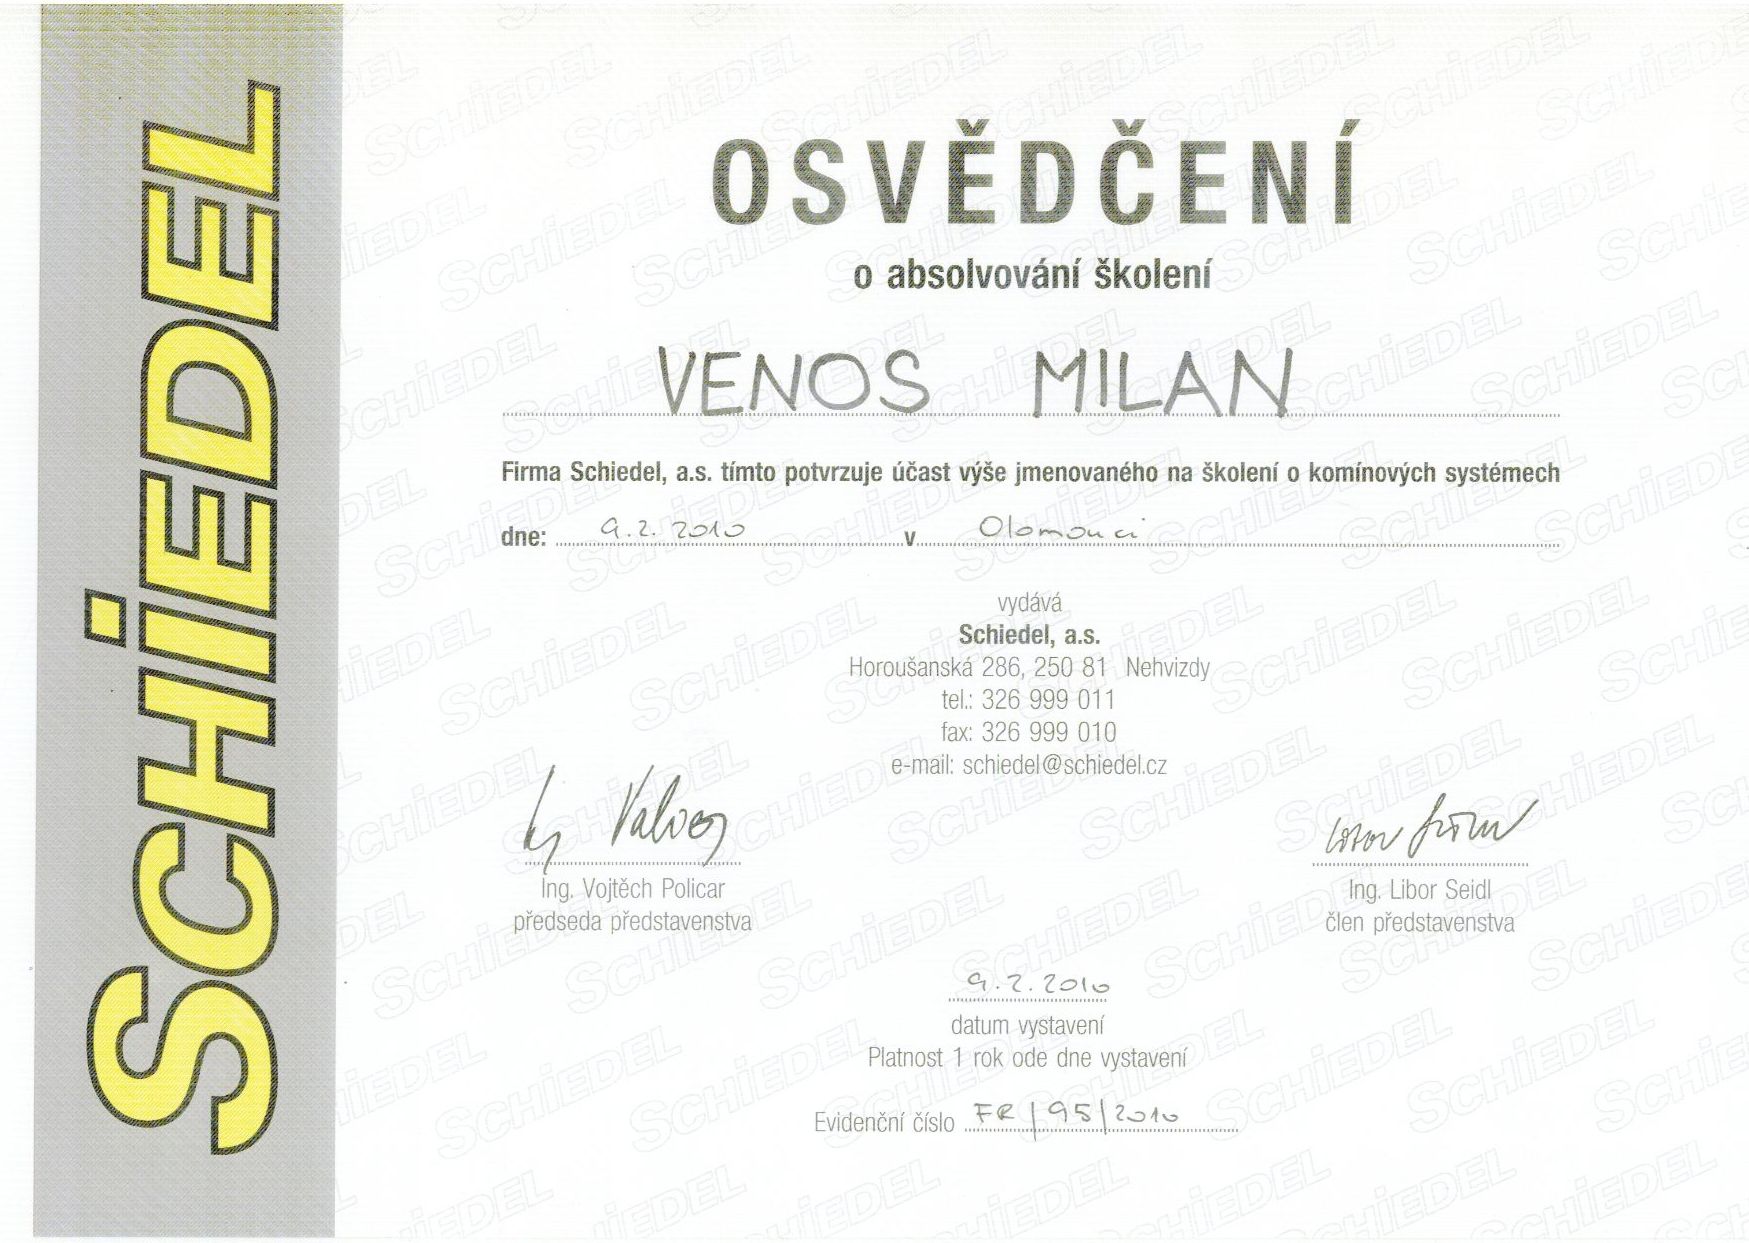 SCHIEDEL
OSVĚDČENÍ
o absolvování školení
VENOS MILAN
Firma Schiedel, a.s. tímto potvrzuje účast výše jmenovaného na školení o komínových systémech
dne: 9.2.2010 v Olomouci
vydává
Schiedel, a.s.
Horoušanská 286, 250 81 Nehvizdy
tel.: 326 999 011
fax: 326 999 010
e-mail: schiedel@schiedel.cz
Ing. Vojtěch Policar
předseda představenstva
Ing. Libor Seidl
člen představenstva
9.2.2010
datum vystavení
Platnost 1 rok ode dne vystavení
Evidenční číslo FR/95/2010